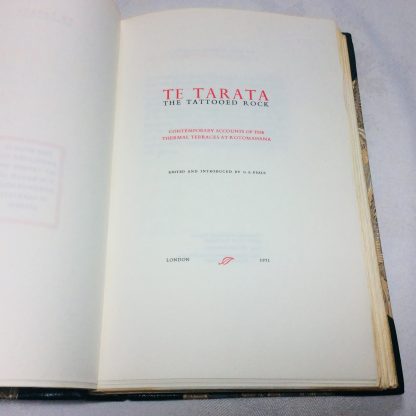 TE TARATA
THE TATTOOED ROCK
CONTEMPORARY ACCOUNTS OF THE
THERMAL TERRACES AT ROTOMAHANA
EDITED AND INTRODUCED BY
LONDON 1971